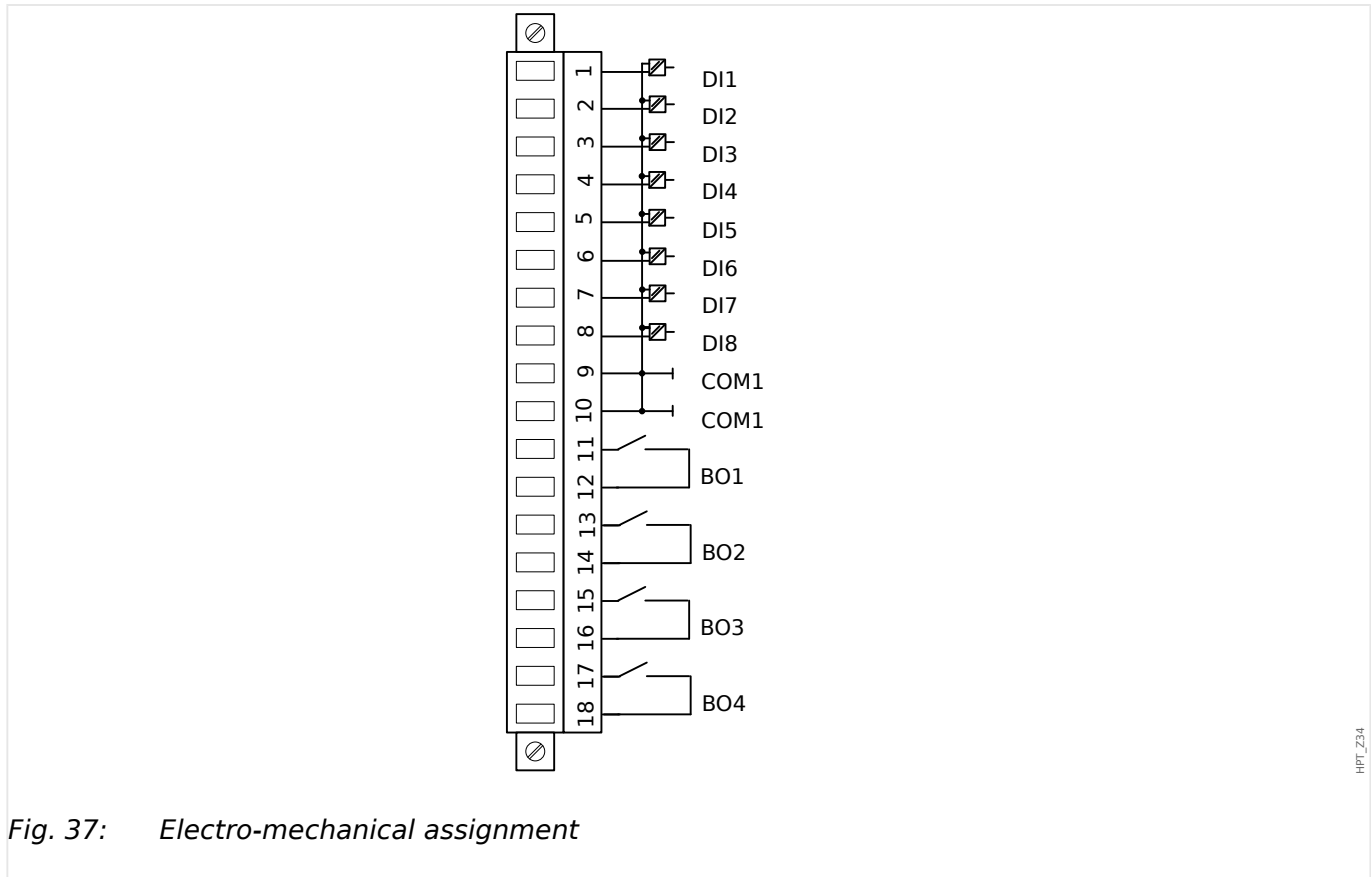 1 DI1
2 DI2
3 DI3
4 DI4
5 DI5
6 DI6
7 DI7
8 DI8
9 COM1
10 COM1
11
BO1
12
13
BO2
14
15
BO3
16
17
BO4
18
HPT_Z34
Fig. 37: Electro-mechanical assignment